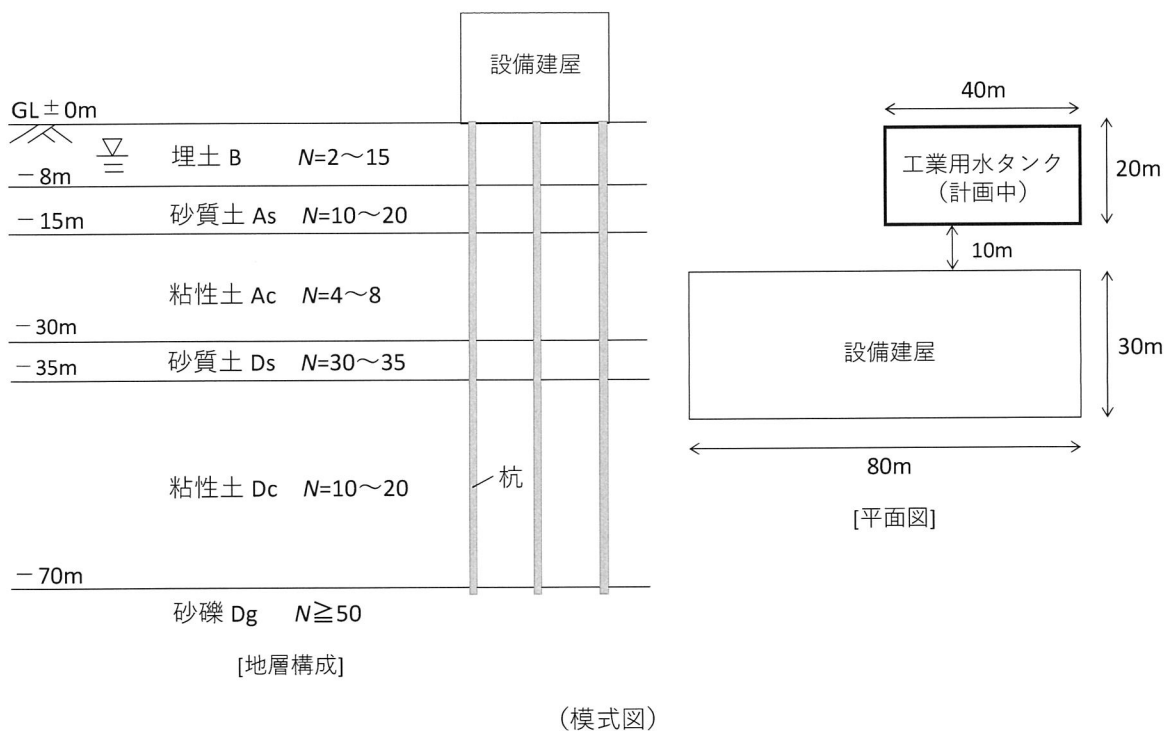 設備建屋
GL±0m
埋土 B N=2～15
－8m
砂質土 As N=10～20
－15m
粘性土 Ac N=4～8
－30m
砂質土 Ds N=30～35
－35m
粘性土 Dc N=10～20
杭
－70m
砂礫 Dg N≧50
[地層構成]
40m
工業用水タンク
（計画中）
20m
10m
設備建屋
30m
80m
[平面図]
（模式図）